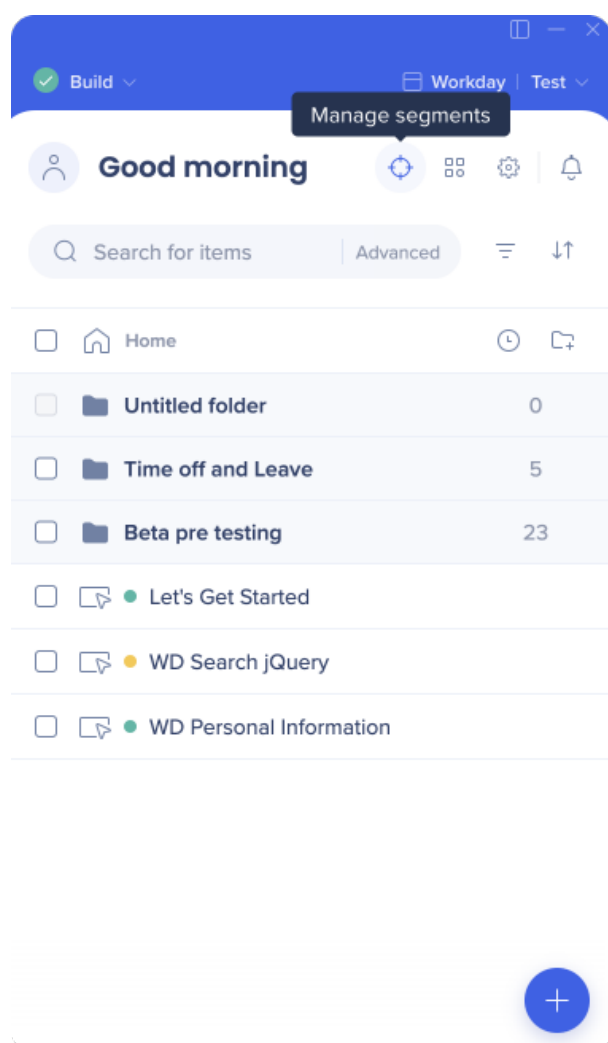 Build
Workday | Test
Manage segments
Good morning
Search for items
Advanced
Home
Untitled folder 0
Time off and Leave 5
Beta pre testing 23
Let's Get Started
WD Search jQuery
WD Personal Information